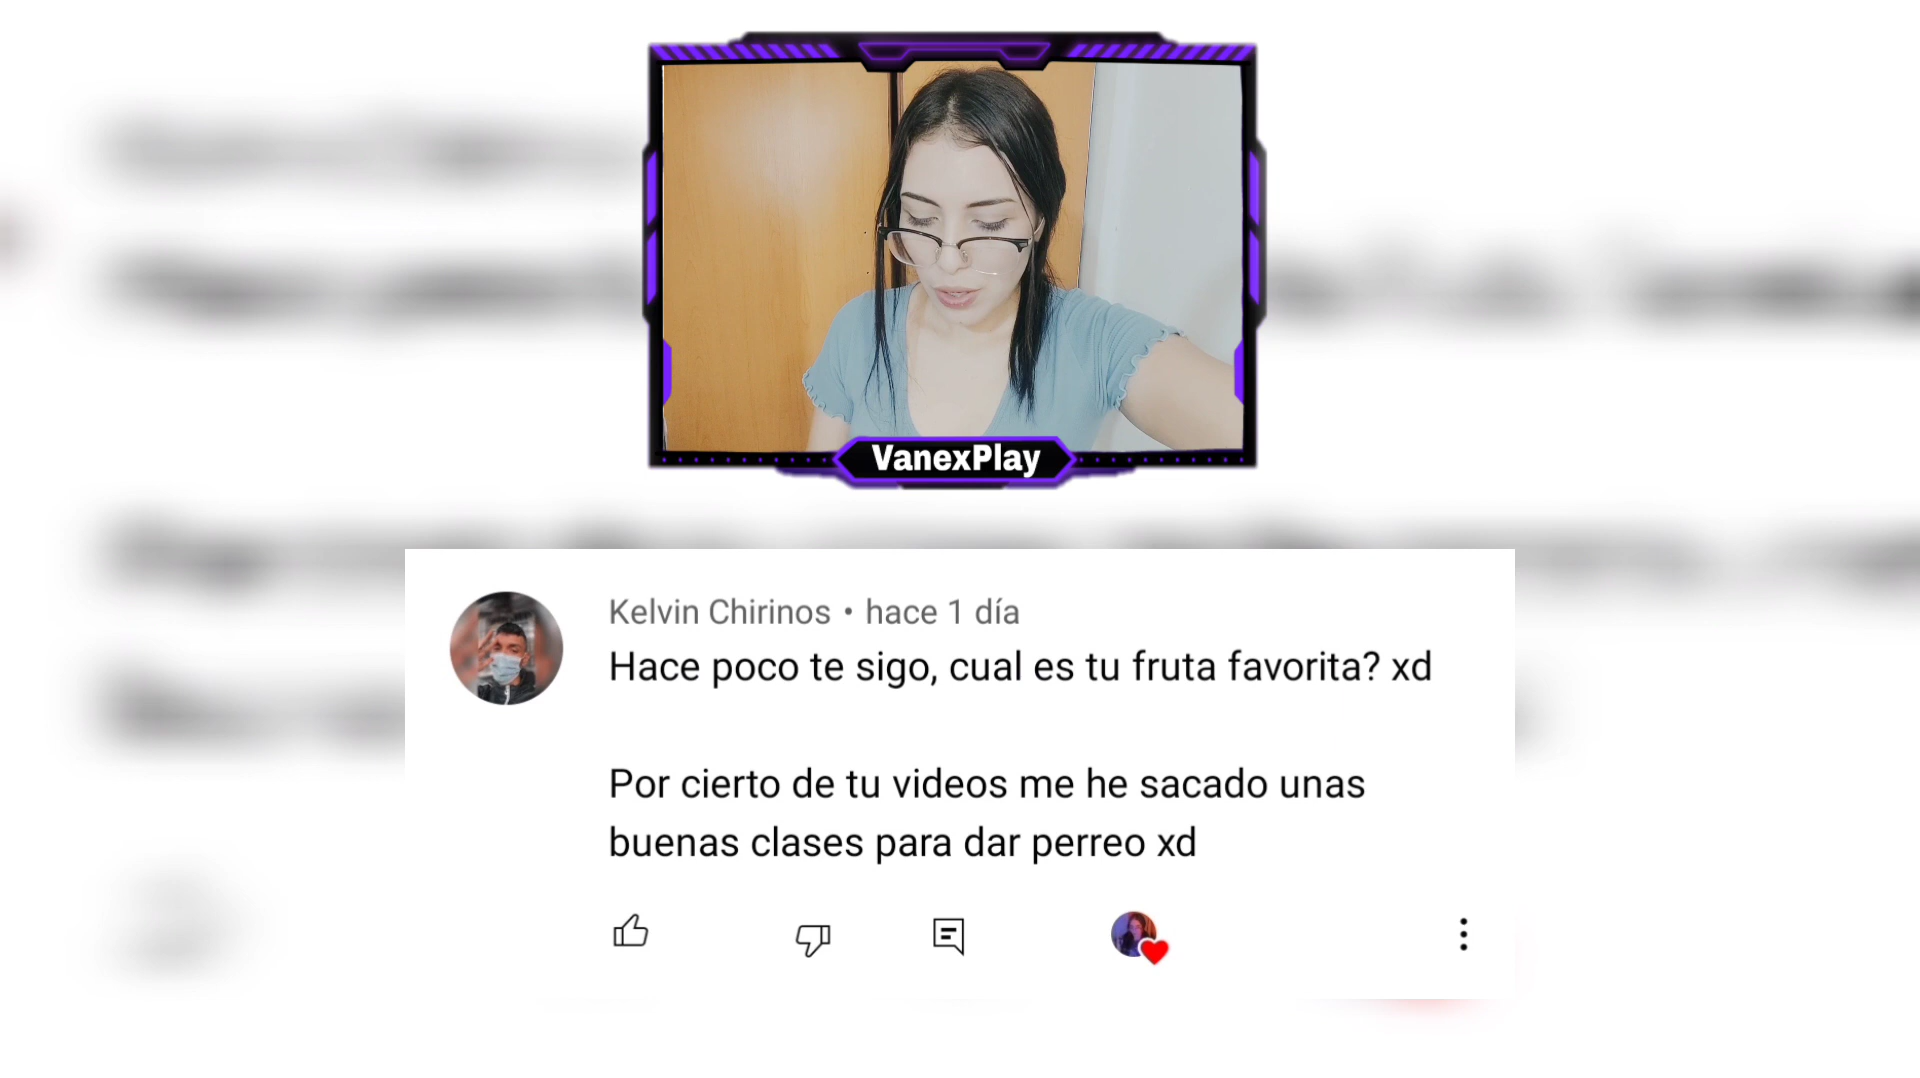 VanexPlay
Kelvin Chirinos • hace 1 día
Hace poco te sigo, cual es tu fruta favorita? xd
Por cierto de tu videos me he sacado unas
buenas clases para dar perreo xd